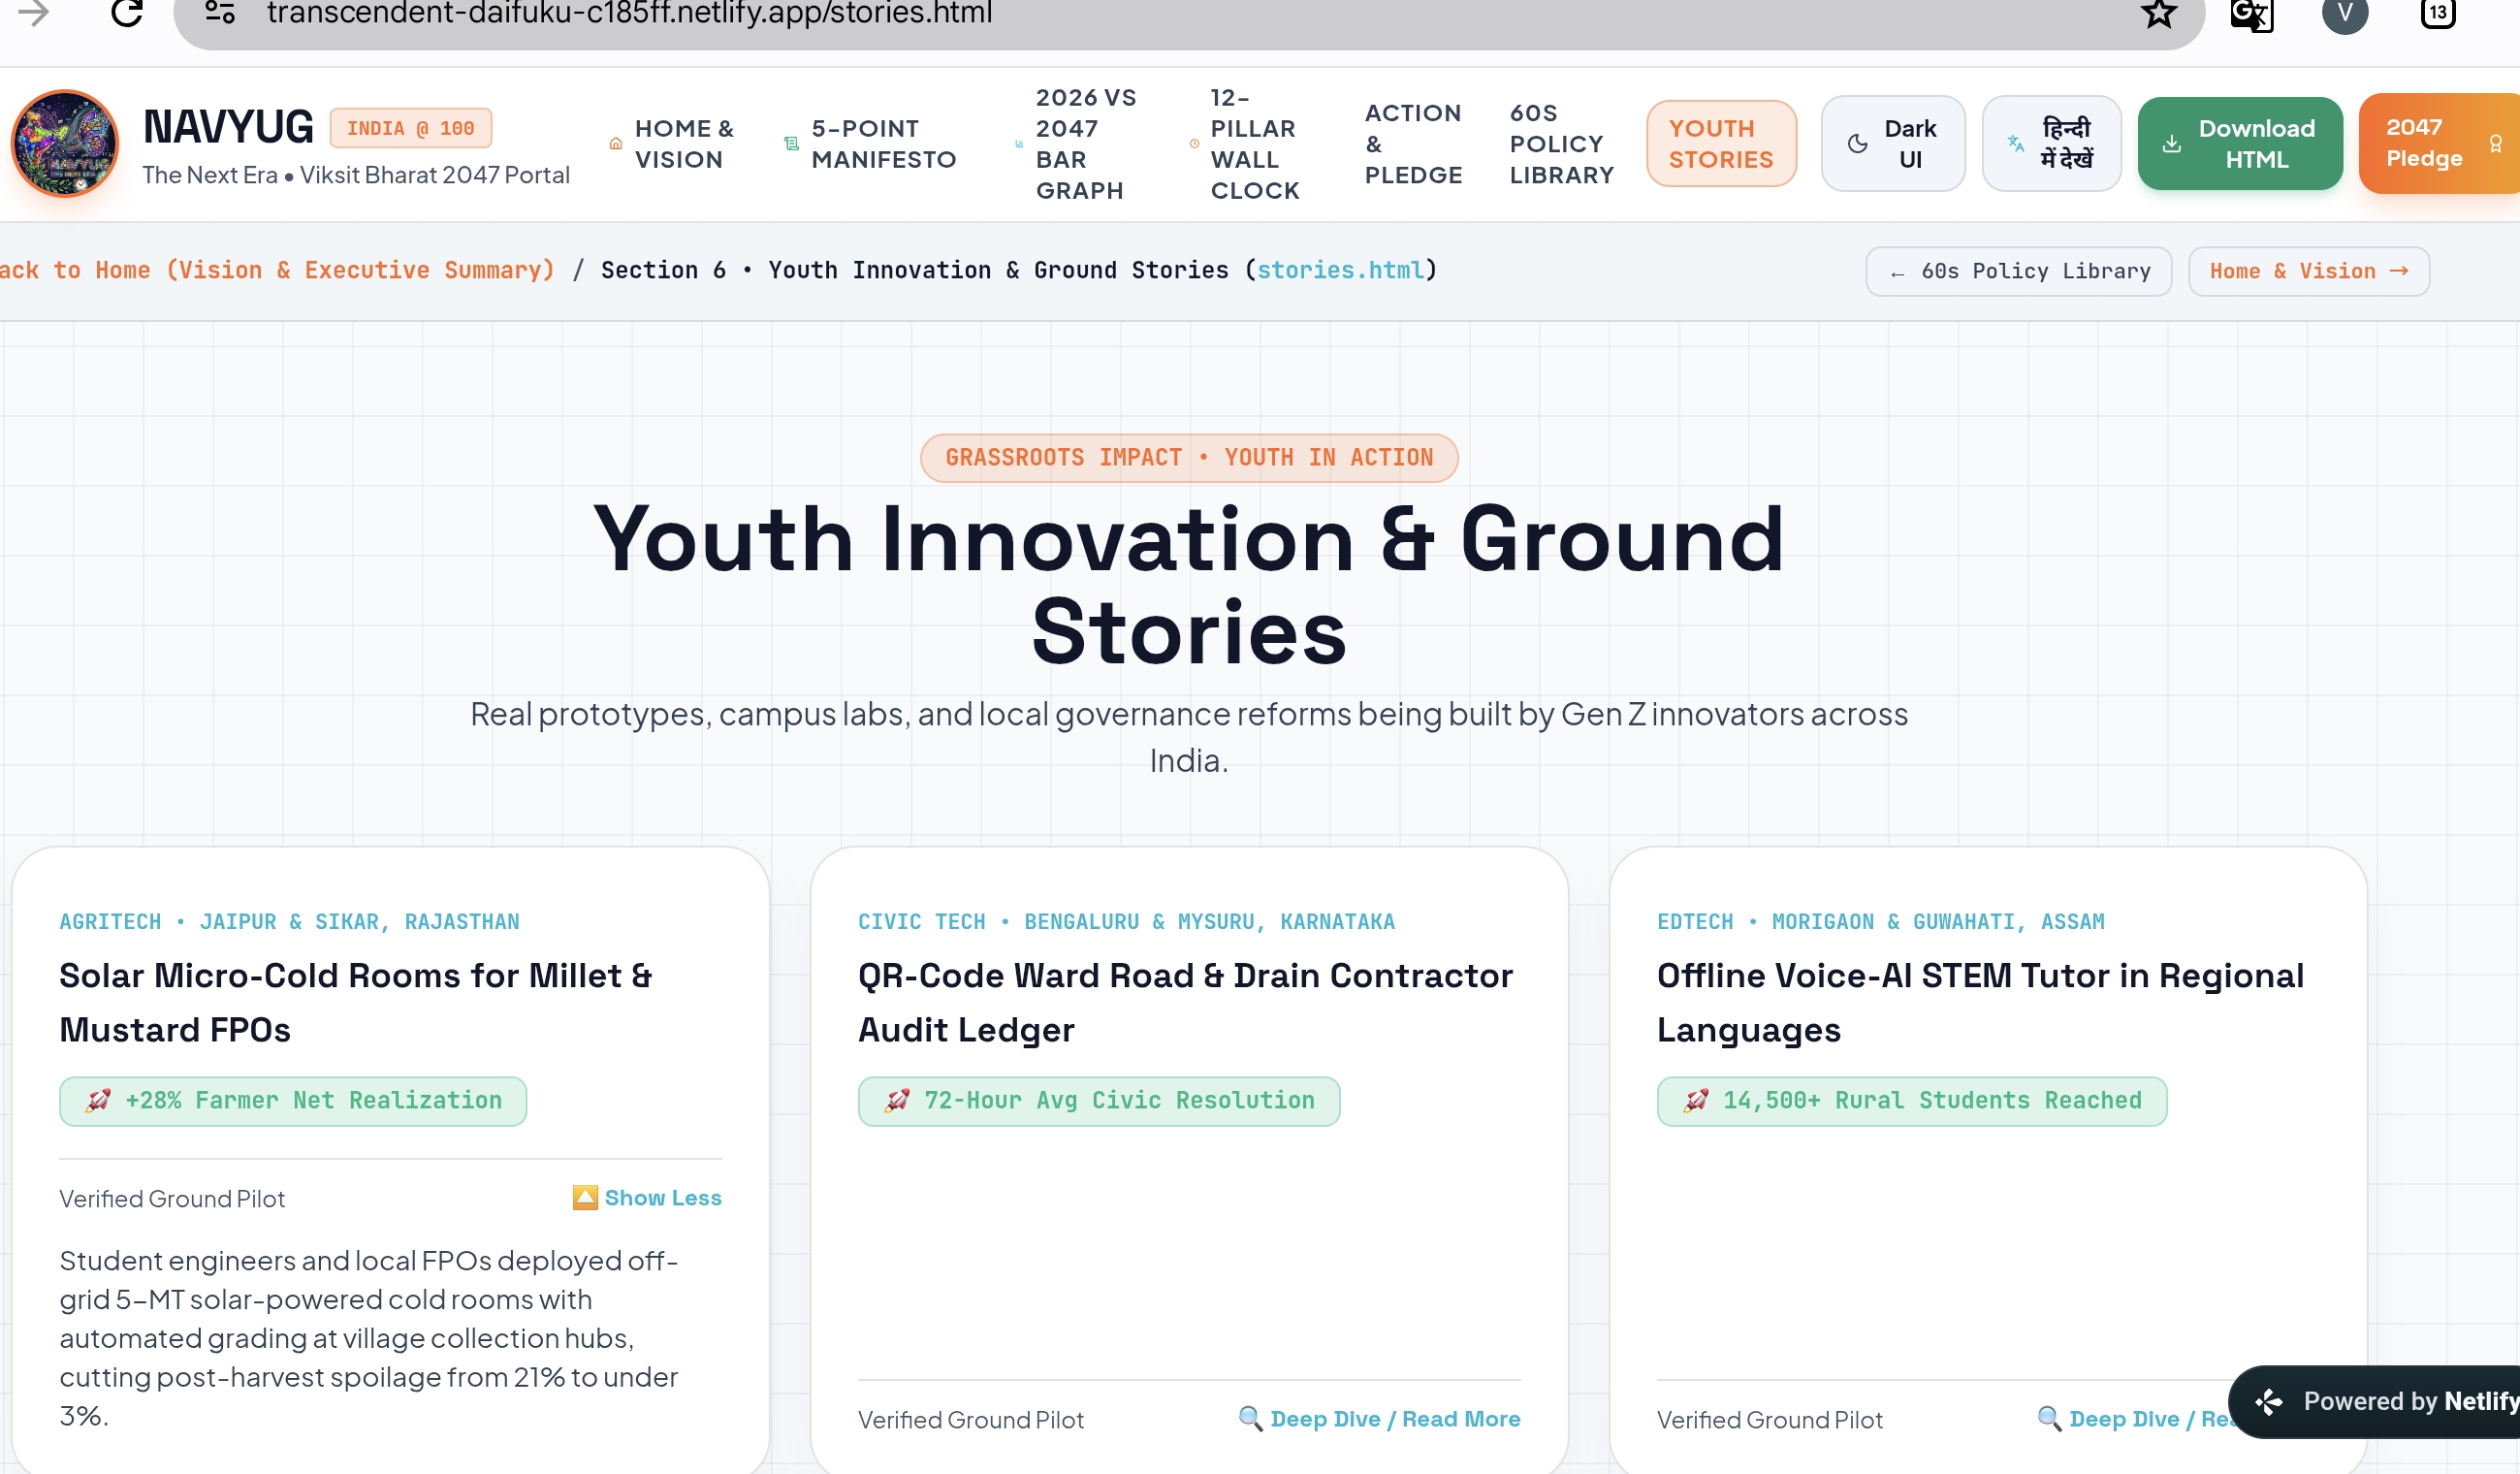 transcendent-daifuku-c185ff.netlify.app/stories.html
V
13
NAVYUG
INDIA @ 100
The Next Era • Viksit Bharat 2047 Portal
HOME &
VISION
5-POINT
MANIFESTO
2026 VS
2047
BAR
GRAPH
12-
PILLAR
WALL
CLOCK
ACTION
&
PLEDGE
60S
POLICY
LIBRARY
YOUTH
STORIES
Dark
UI
हिन्दी
में देखें
Download
HTML
2047
Pledge
ack to Home (Vision & Executive Summary) / Section 6 • Youth Innovation & Ground Stories (stories.html)
← 60s Policy Library
Home & Vision →
GRASSROOTS IMPACT • YOUTH IN ACTION
Youth Innovation & Ground
Stories
Real prototypes, campus labs, and local governance reforms being built by Gen Z innovators across
India.
AGRITECH • JAIPUR & SIKAR, RAJASTHAN
Solar Micro-Cold Rooms for Millet &
Mustard FPOs
🚀 +28% Farmer Net Realization
Verified Ground Pilot
🔼 Show Less
Student engineers and local FPOs deployed off-
grid 5-MT solar-powered cold rooms with
automated grading at village collection hubs,
cutting post-harvest spoilage from 21% to under
3%.
CIVIC TECH • BENGALURU & MYSURU, KARNATAKA
QR-Code Ward Road & Drain Contractor
Audit Ledger
🚀 72-Hour Avg Civic Resolution
Verified Ground Pilot
🔍 Deep Dive / Read More
EDTECH • MORIGAON & GUWAHATI, ASSAM
Offline Voice-AI STEM Tutor in Regional
Languages
🚀 14,500+ Rural Students Reached
Verified Ground Pilot
🔍 Deep Dive / Rea
Powered by Netlify